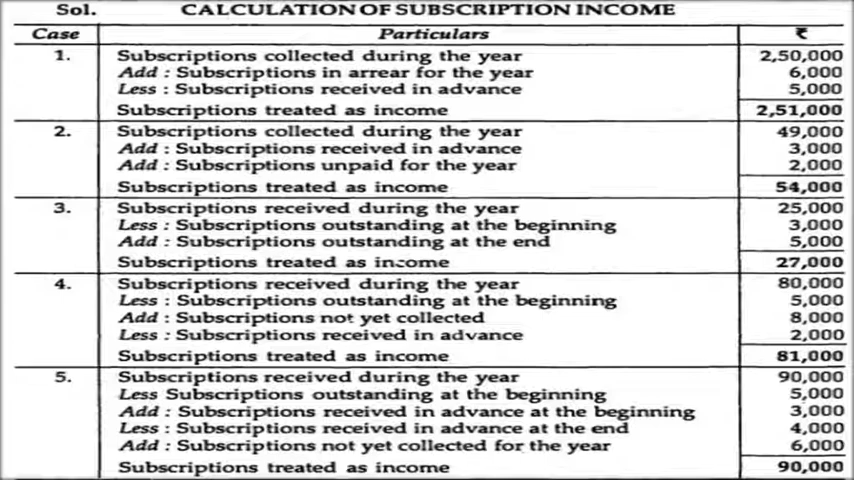 Sol. CALCULATION OF SUBSCRIPTION INCOME
Case Particulars ₹
1. Subscriptions collected during the year 2,50,000
Add : Subscriptions in arrear for the year 6,000
Less : Subscriptions received in advance 5,000
Subscriptions treated as income 2,51,000
2. Subscriptions collected during the year 49,000
Add : Subscriptions received in advance 3,000
Add : Subscriptions unpaid for the year 2,000
Subscriptions treated as income 54,000
3. Subscriptions received during the year 25,000
Less : Subscriptions outstanding at the beginning 3,000
Add : Subscriptions outstanding at the end 5,000
Subscriptions treated as income 27,000
4. Subscriptions received during the year 80,000
Less : Subscriptions outstanding at the beginning 5,000
Add : Subscriptions not yet collected 8,000
Less : Subscriptions received in advance 2,000
Subscriptions treated as income 81,000
5. Subscriptions received during the year 90,000
Less Subscriptions outstanding at the beginning 5,000
Add : Subscriptions received in advance at the beginning 3,000
Less : Subscriptions received in advance at the end 4,000
Add : Subscriptions not yet collected for the year 6,000
Subscriptions treated as income 90,000